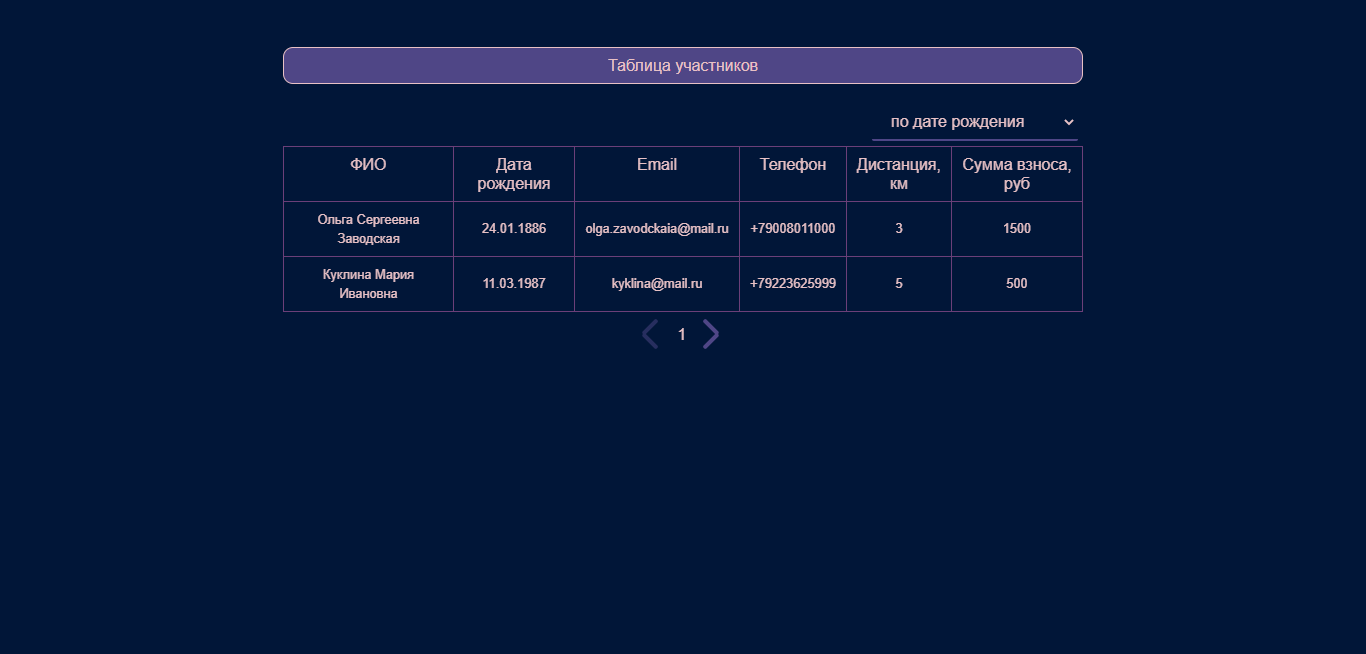 Таблица участников
по дате рождения
ФИО Дата рождения Email Телефон Дистанция, км Сумма взноса, руб
Ольга Сергеевна Заводская 24.01.1886 olga.zavodckaia@mail.ru +79008011000 3 1500
Куклина Мария Ивановна 11.03.1987 kyklina@mail.ru +79223625999 5 500
1